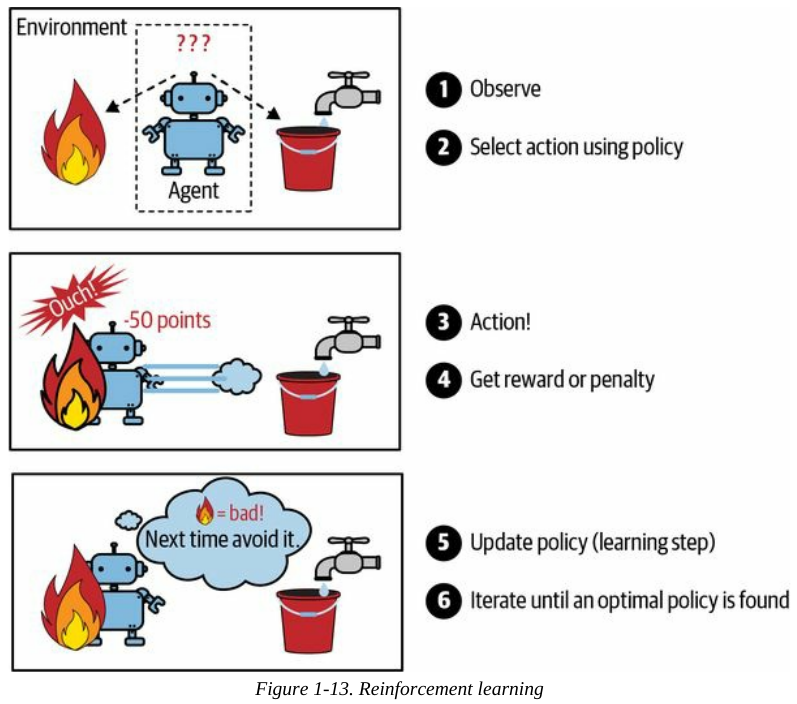 Environment
???
Agent
1 Observe
2 Select action using policy
Ouch!
-50 points
3 Action!
4 Get reward or penalty
= bad!
Next time avoid it.
5 Update policy (learning step)
6 Iterate until an optimal policy is found
Figure 1-13. Reinforcement learning